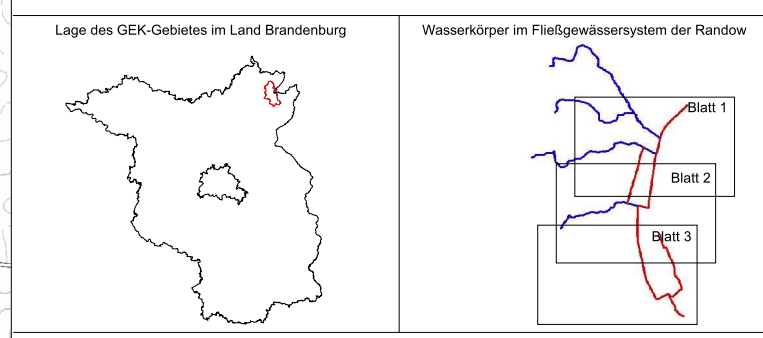 Lage des GEK-Gebietes im Land Brandenburg
Wasserkörper im Fließgewässersystem der Randow
Blatt 1
Blatt 2
Blatt 3